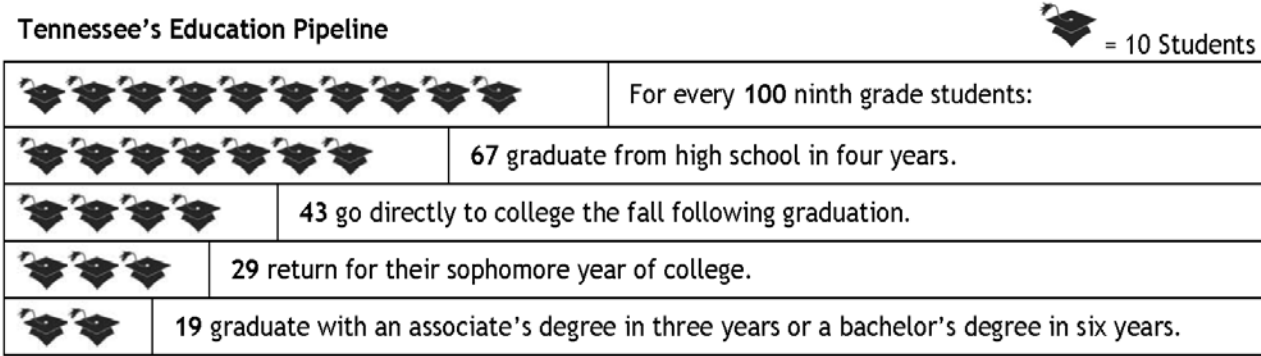 Tennessee's Education Pipeline
= 10 Students
For every 100 ninth grade students:
67 graduate from high school in four years.
43 go directly to college the fall following graduation.
29 return for their sophomore year of college.
19 graduate with an associate's degree in three years or a bachelor's degree in six years.